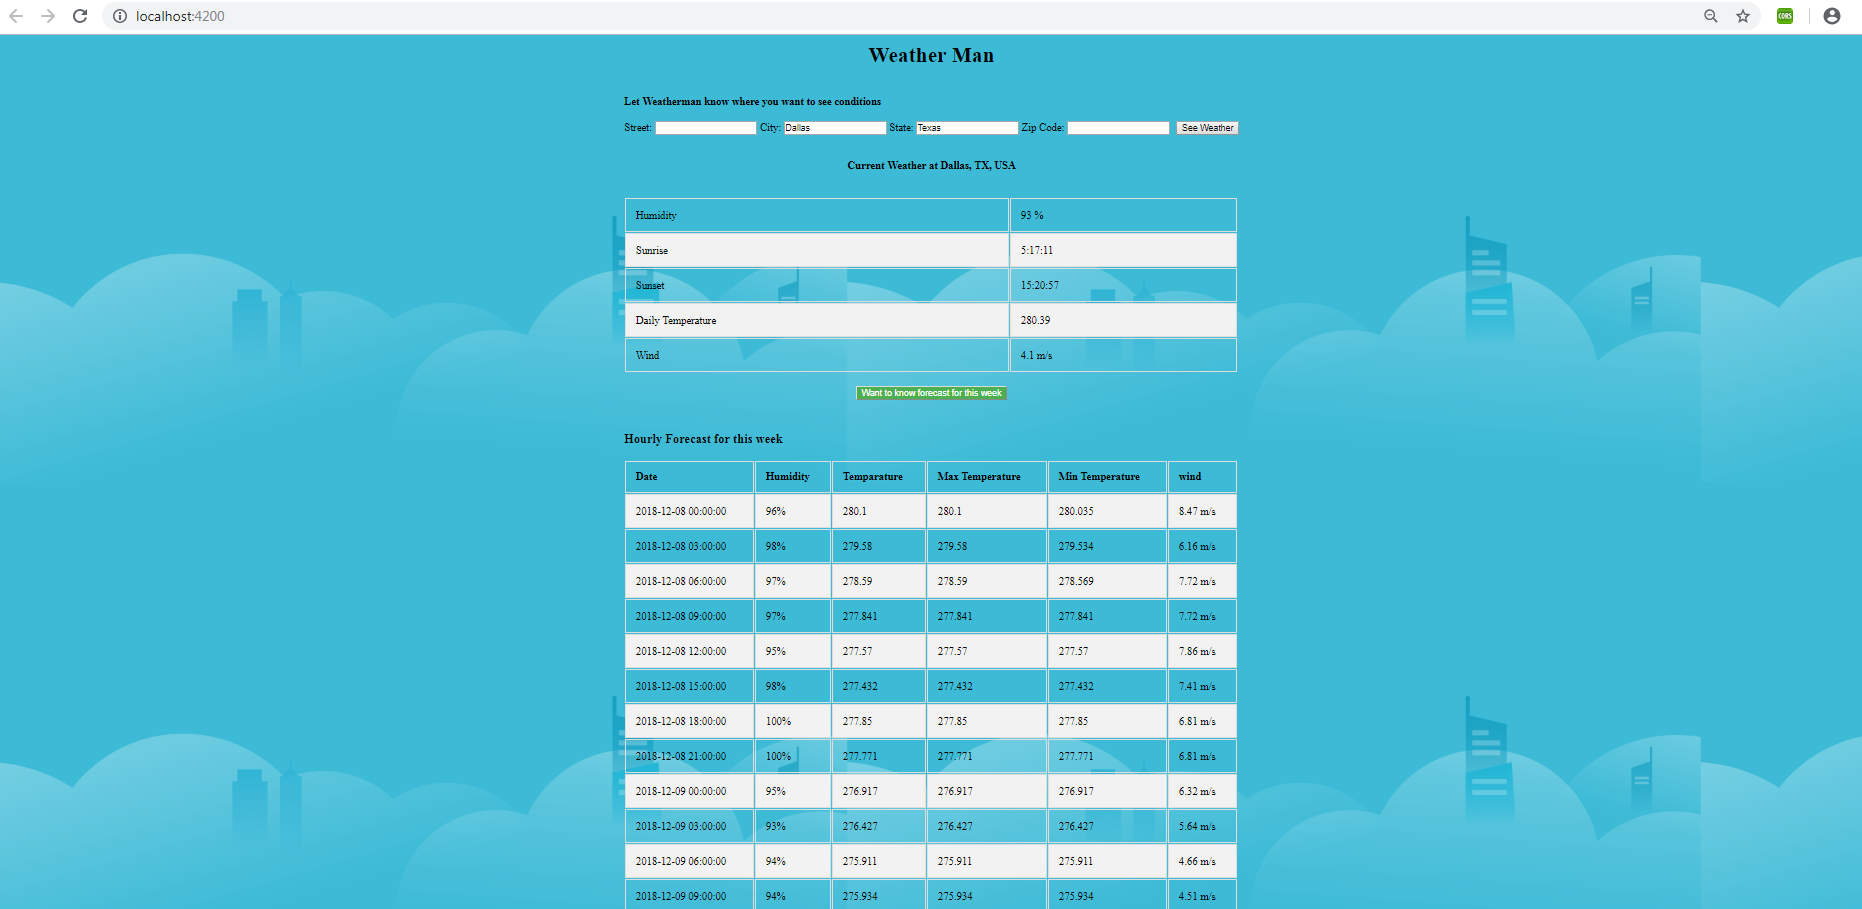 localhost:4200
CORS
Weather Man
Let Weatherman know where you want to see conditions
Street: City: Dallas State: Texas Zip Code: See Weather
Current Weather at Dallas, TX, USA
Humidity 93 %
Sunrise 5:17:11
Sunset 15:20:57
Daily Temperature 280.39
Wind 4.1 m/s
Want to know forecast for this week
Hourly Forecast for this week
Date Humidity Temparature Max Temperature Min Temperature wind
2018-12-08 00:00:00 96% 280.1 280.1 280.035 8.47 m/s
2018-12-08 03:00:00 98% 279.58 279.58 279.534 6.16 m/s
2018-12-08 06:00:00 97% 278.59 278.59 278.569 7.72 m/s
2018-12-08 09:00:00 97% 277.841 277.841 277.841 7.72 m/s
2018-12-08 12:00:00 95% 277.57 277.57 277.57 7.86 m/s
2018-12-08 15:00:00 98% 277.432 277.432 277.432 7.41 m/s
2018-12-08 18:00:00 100% 277.85 277.85 277.85 6.81 m/s
2018-12-08 21:00:00 100% 277.771 277.771 277.771 6.81 m/s
2018-12-09 00:00:00 95% 276.917 276.917 276.917 6.32 m/s
2018-12-09 03:00:00 93% 276.427 276.427 276.427 5.64 m/s
2018-12-09 06:00:00 94% 275.911 275.911 275.911 4.66 m/s
2018-12-09 09:00:00 94% 275.934 275.934 275.934 4.51 m/s